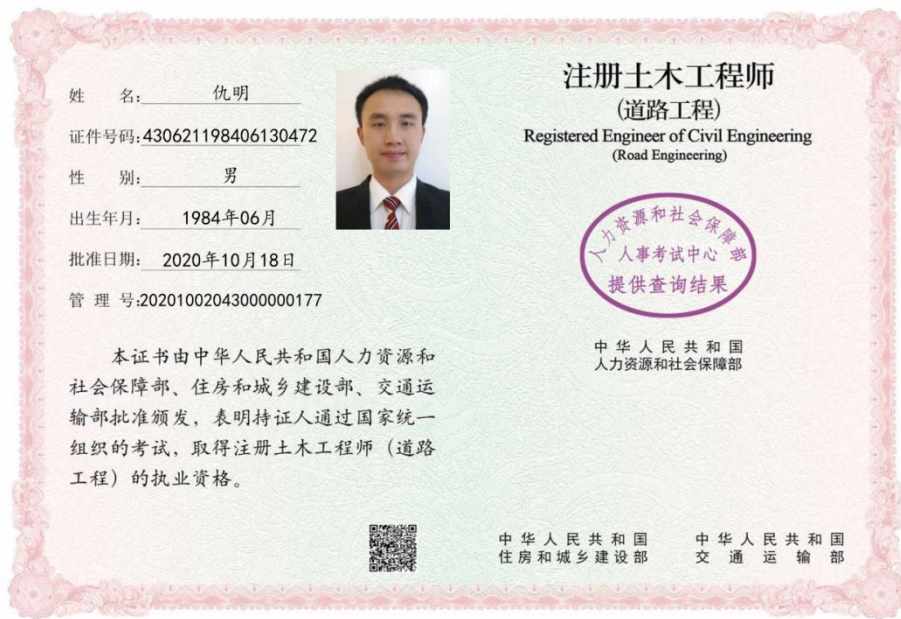 姓 名: 仇明
证件号码:430621198406130472
性 别: 男
出生年月: 1984年06月
批准日期: 2020年10月18日
管 理 号:20201002043000000177
本证书由中华人民共和国人力资源和
社会保障部、住房和城乡建设部、交通运
输部批准颁发，表明持证人通过国家统一
组织的考试，取得注册土木工程师（道路
工程）的执业资格。
注册土木工程师
(道路工程)
Registered Engineer of Civil Engineering
(Road Engineering)
人力资源和社会保障部
人事考试中心
提供查询结果
中华人民共和国
人力资源和社会保障部
中华人民共和国
住房和城乡建设部
中华人民共和国
交通运输部